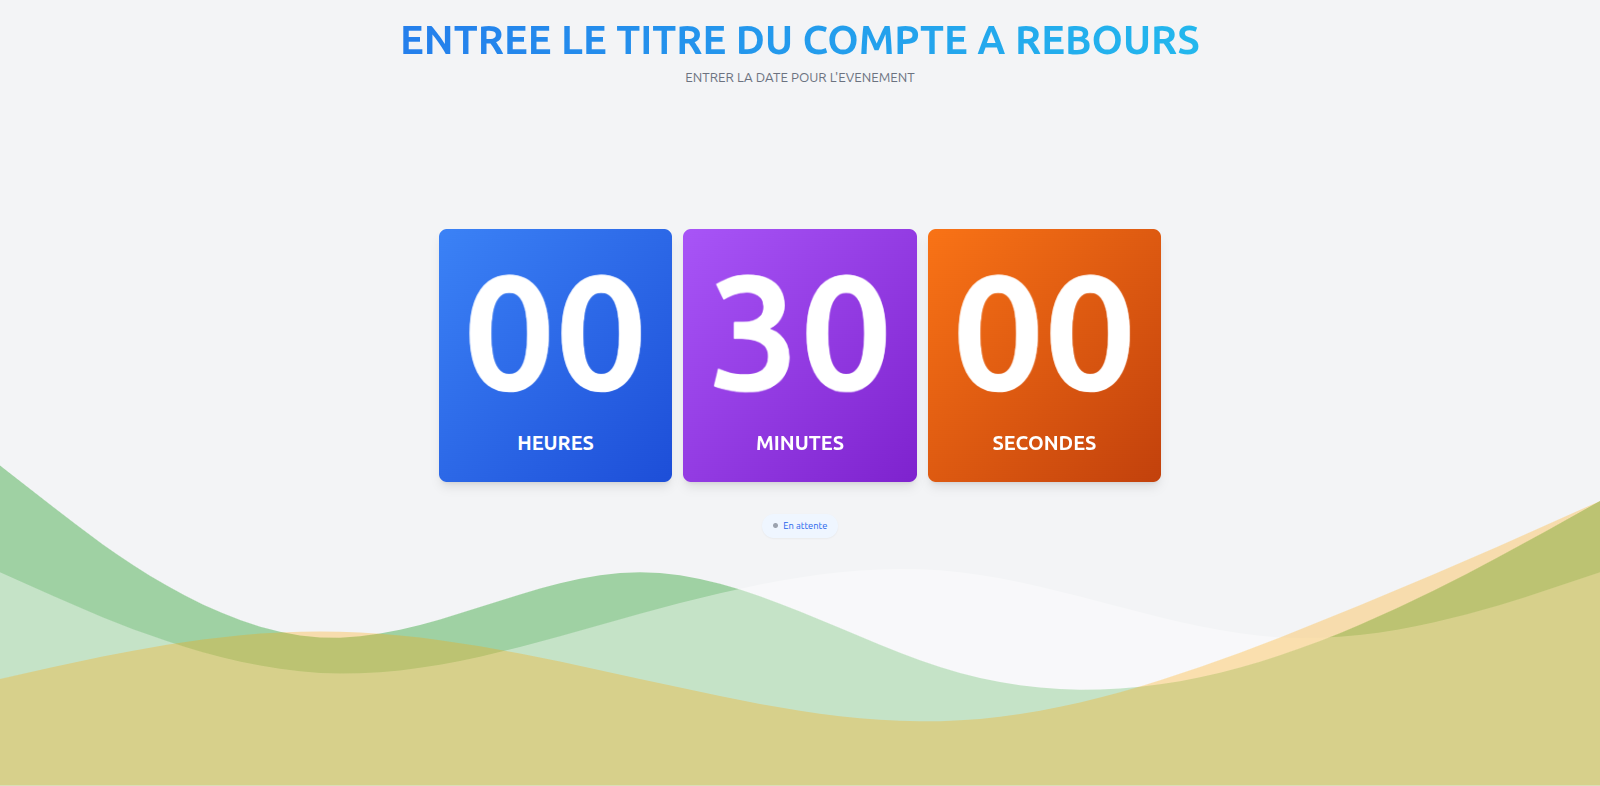 ENTREE LE TITRE DU COMPTE A REBOURS
ENTRER LA DATE POUR L'EVENEMENT
00 30 00
HEURES MINUTES SECONDES
En attente